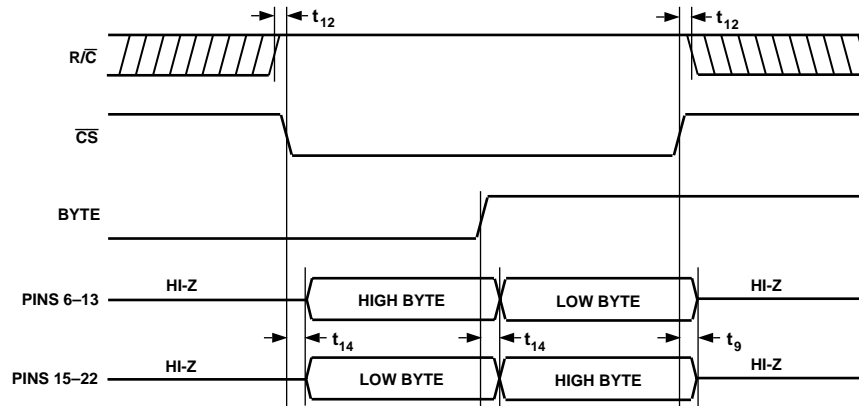 t12 t12
R/C̅
C̅S̅
BYTE
PINS 6–13 HI-Z HIGH BYTE LOW BYTE HI-Z
t14 t14 t9
PINS 15–22 HI-Z LOW BYTE HIGH BYTE HI-Z